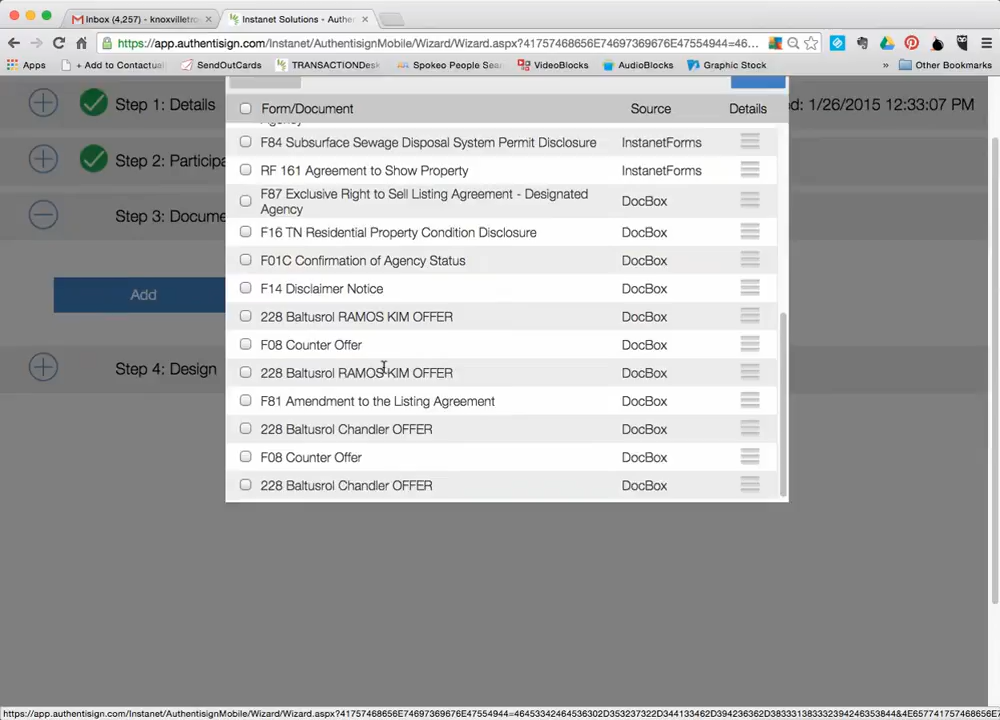 Inbox (4,257) - knoxvilletro
Instanet Solutions - Authen
https://app.authentisign.com/Instanet/AuthentisignMobile/Wizard/Wizard.aspx?41757468656E74697369676E47554944=46...
Apps
+ Add to Contactual
SendOutCards
TRANSACTIONDesk
Spokeo People Sear
VideoBlocks
AudioBlocks
Graphic Stock
»
Other Bookmarks
Step 1: Details
d: 1/26/2015 12:33:07 PM
Step 2: Participa
Step 3: Docume
Add
Step 4: Design
Form/Document Source Details
Agency
F84 Subsurface Sewage Disposal System Permit Disclosure InstanetForms
RF 161 Agreement to Show Property InstanetForms
F87 Exclusive Right to Sell Listing Agreement - Designated
Agency DocBox
F16 TN Residential Property Condition Disclosure DocBox
F01C Confirmation of Agency Status DocBox
F14 Disclaimer Notice DocBox
228 Baltusrol RAMOS KIM OFFER DocBox
F08 Counter Offer DocBox
228 Baltusrol RAMOS KIM OFFER DocBox
F81 Amendment to the Listing Agreement DocBox
228 Baltusrol Chandler OFFER DocBox
F08 Counter Offer DocBox
228 Baltusrol Chandler OFFER DocBox